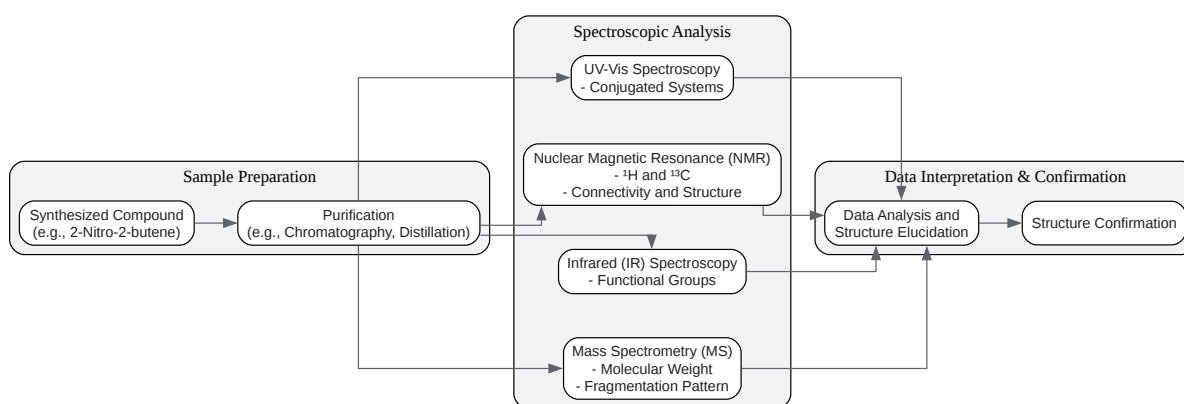 Sample Preparation
Synthesized Compound
(e.g., 2-Nitro-2-butene)
Purification
(e.g., Chromatography, Distillation)
Spectroscopic Analysis
UV-Vis Spectroscopy
- Conjugated Systems
Nuclear Magnetic Resonance (NMR)
- ¹H and ¹³C
- Connectivity and Structure
Infrared (IR) Spectroscopy
- Functional Groups
Mass Spectrometry (MS)
- Molecular Weight
- Fragmentation Pattern
Data Interpretation & Confirmation
Data Analysis and
Structure Elucidation
Structure Confirmation